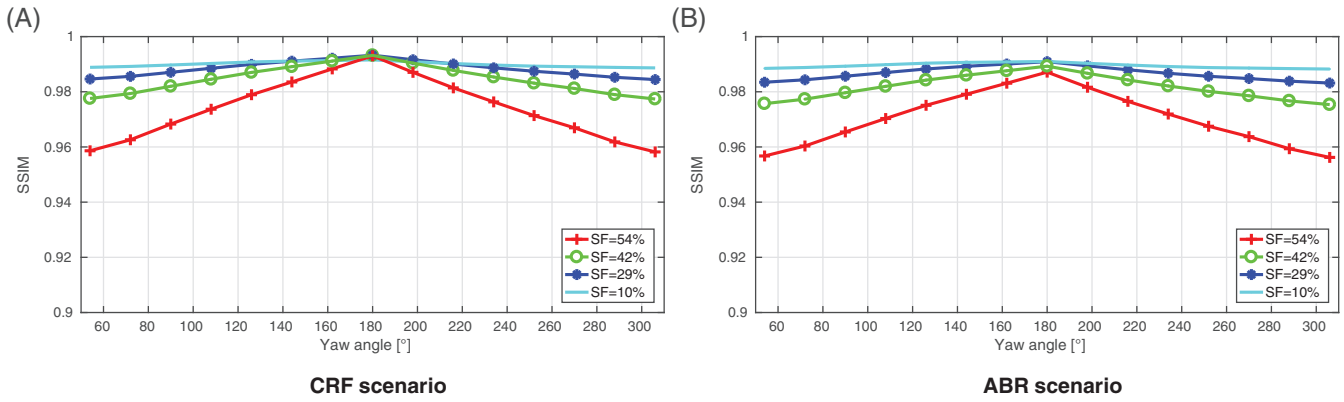 (A)
1
0.98
0.96
0.94
0.92
0.9
SSIM
60 80 100 120 140 160 180 200 220 240 260 280 300
Yaw angle [°]
SF=54%
SF=42%
SF=29%
SF=10%
CRF scenario
(B)
1
0.98
0.96
0.94
0.92
0.9
SSIM
60 80 100 120 140 160 180 200 220 240 260 280 300
Yaw angle [°]
SF=54%
SF=42%
SF=29%
SF=10%
ABR scenario